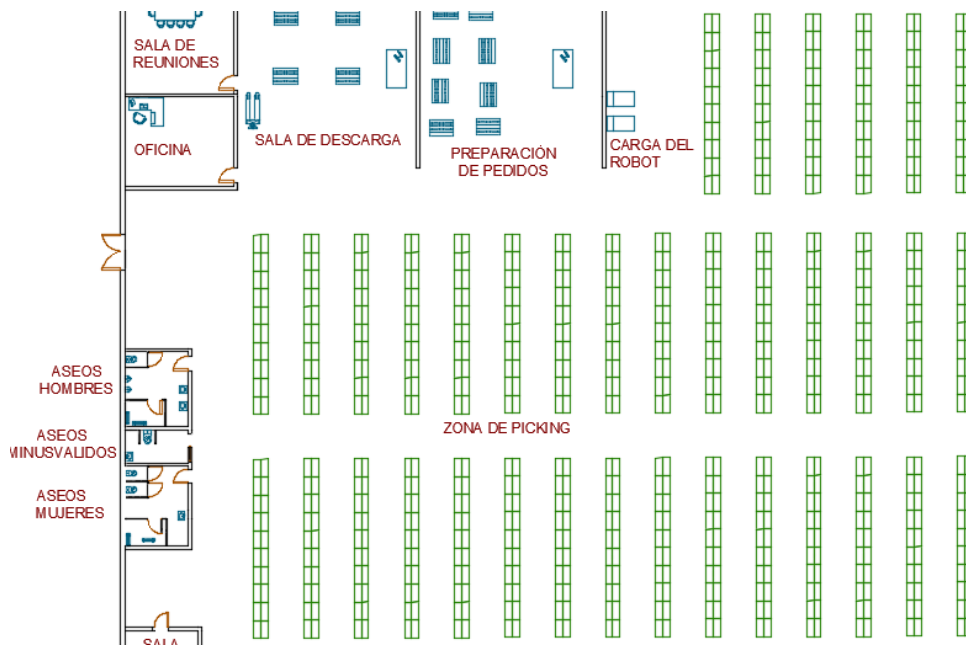 SALA DE
REUNIONES
OFICINA
SALA DE DESCARGA
PREPARACIÓN
DE PEDIDOS
CARGA DEL
ROBOT
ASEOS
HOMBRES
ZONA DE PICKING
ASEOS
MINUSVALIDOS
ASEOS
MUJERES
SALA